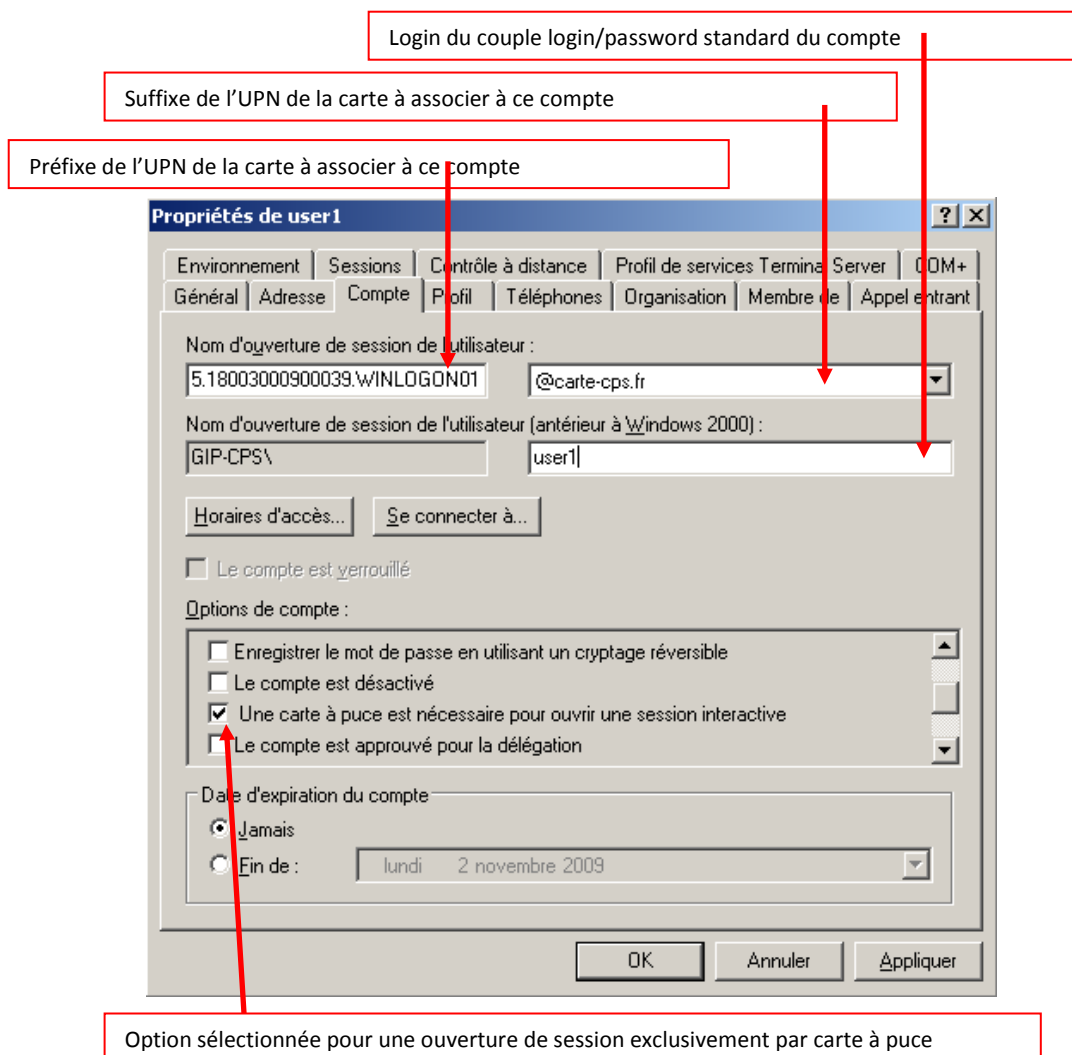 Login du couple login/password standard du compte
Suffixe de l'UPN de la carte à associer à ce compte
Préfixe de l'UPN de la carte à associer à ce compte
Propriétés de user1
Environnement Sessions Contrôle à distance Profil de services Terminal Server COM+
Général Adresse Compte Profil Téléphones Organisation Membre de Appel entrant
Nom d'ouverture de session de l'utilisateur :
5.18003000900039.WINLOGON01 @carte-cps.fr
Nom d'ouverture de session de l'utilisateur (antérieur à Windows 2000) :
GIP-CPS\ user1
Horaires d'accès... Se connecter à...
Le compte est verrouillé
Options de compte :
Enregistrer le mot de passe en utilisant un cryptage réversible
Le compte est désactivé
Une carte à puce est nécessaire pour ouvrir une session interactive
Le compte est approuvé pour la délégation
Date d'expiration du compte
Jamais
Fin de : lundi 2 novembre 2009
OK Annuler Appliquer
Option sélectionnée pour une ouverture de session exclusivement par carte à puce